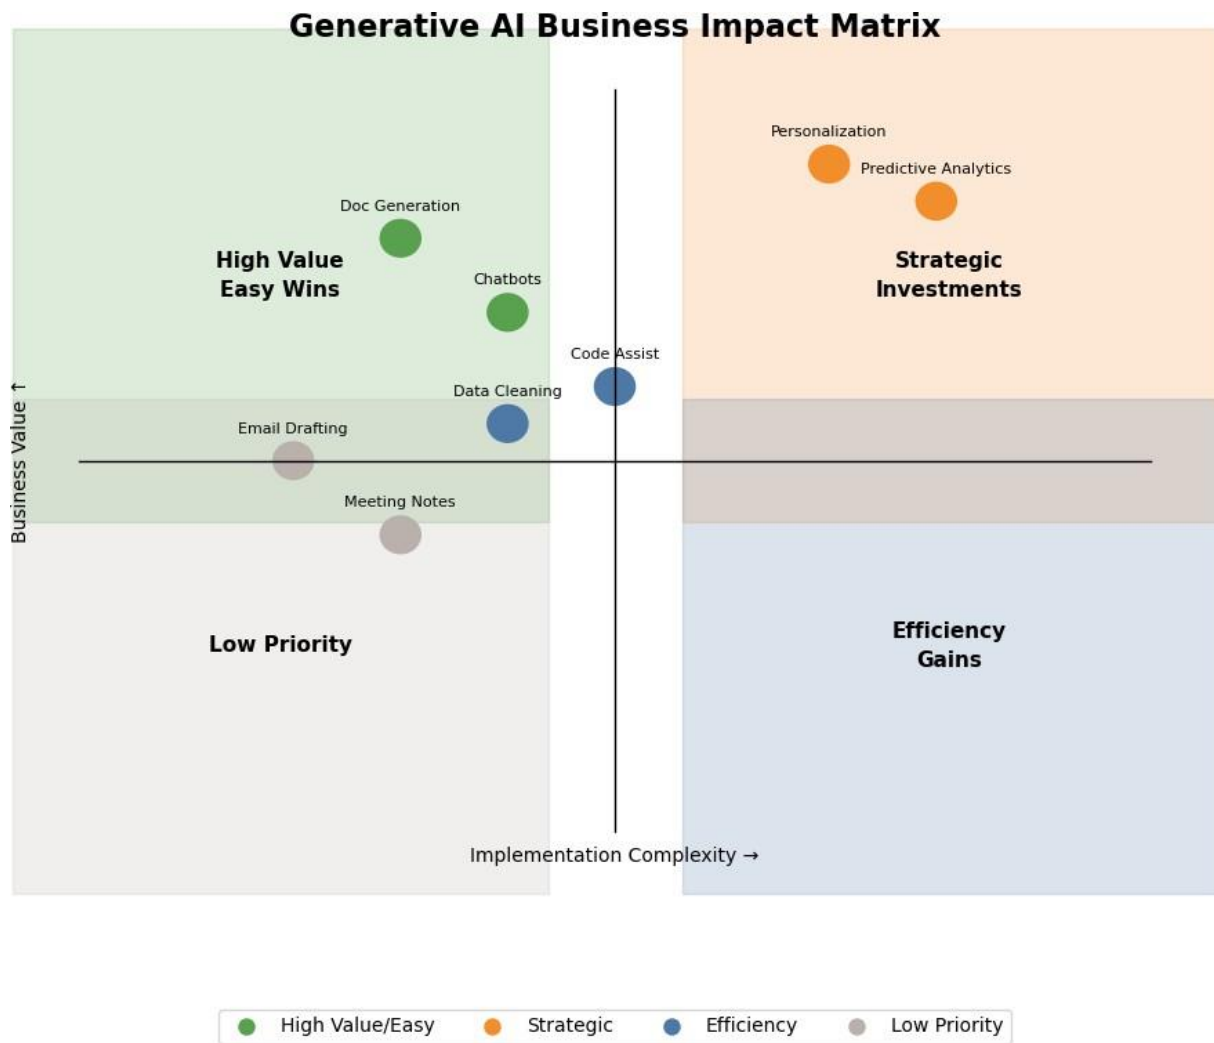 Generative AI Business Impact Matrix
Personalization
Predictive Analytics
Doc Generation
High Value
Easy Wins
Strategic
Investments
Chatbots
Code Assist
Data Cleaning
Email Drafting
Business Value ↑
Meeting Notes
Low Priority
Efficiency
Gains
Implementation Complexity →
High Value/Easy
Strategic
Efficiency
Low Priority